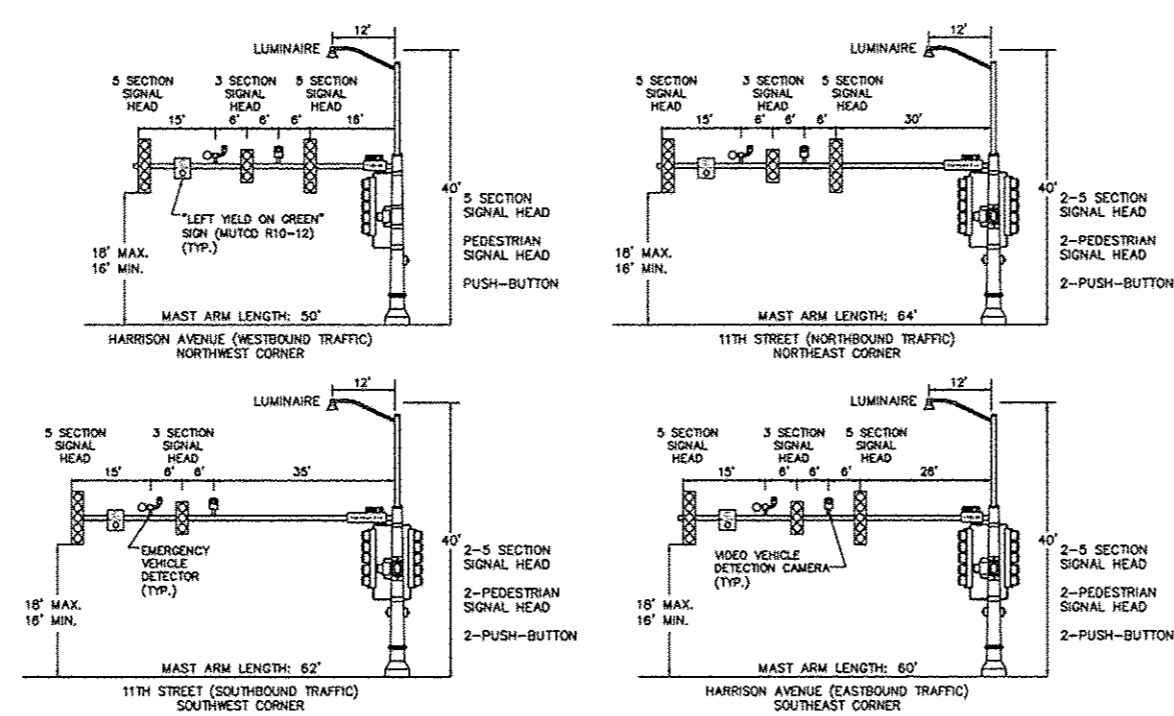 12'
LUMINAIRE
5 SECTION SIGNAL HEAD
3 SECTION SIGNAL HEAD
5 SECTION SIGNAL HEAD
15' 6' 6' 6' 16'
"LEFT YIELD ON GREEN"
SIGN (MUTCD R10-12)
(TYP.)
40'
5 SECTION
SIGNAL HEAD
PEDESTRIAN
SIGNAL HEAD
PUSH-BUTTON
18' MAX.
16' MIN.
MAST ARM LENGTH: 50'
HARRISON AVENUE (WESTBOUND TRAFFIC)
NORTHWEST CORNER
12'
LUMINAIRE
5 SECTION SIGNAL HEAD
3 SECTION SIGNAL HEAD
5 SECTION SIGNAL HEAD
15' 6' 6' 6' 30'
40'
2-5 SECTION
SIGNAL HEAD
2-PEDESTRIAN
SIGNAL HEAD
2-PUSH-BUTTON
18' MAX.
16' MIN.
MAST ARM LENGTH: 64'
11TH STREET (NORTHBOUND TRAFFIC)
NORTHEAST CORNER
12'
LUMINAIRE
5 SECTION SIGNAL HEAD
3 SECTION SIGNAL HEAD
15' 6' 6' 35'
EMERGENCY
VEHICLE
DETECTOR
(TYP.)
40'
2-5 SECTION
SIGNAL HEAD
2-PEDESTRIAN
SIGNAL HEAD
2-PUSH-BUTTON
18' MAX.
16' MIN.
MAST ARM LENGTH: 62'
11TH STREET (SOUTHBOUND TRAFFIC)
SOUTHWEST CORNER
12'
LUMINAIRE
5 SECTION SIGNAL HEAD
3 SECTION SIGNAL HEAD
5 SECTION SIGNAL HEAD
15' 6' 6' 6' 26'
VIDEO VEHICLE
DETECTION CAMERA
(TYP.)
40'
2-5 SECTION
SIGNAL HEAD
2-PEDESTRIAN
SIGNAL HEAD
2-PUSH-BUTTON
18' MAX.
16' MIN.
MAST ARM LENGTH: 60'
HARRISON AVENUE (EASTBOUND TRAFFIC)
SOUTHEAST CORNER